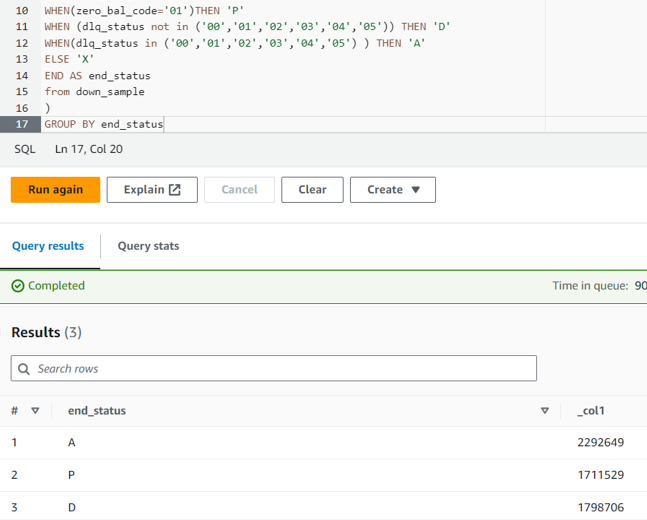 10 WHEN(zero_bal_code='01')THEN 'P'
11 WHEN (dlq_status not in ('00','01','02','03','04','05')) THEN 'D'
12 WHEN(dlq_status in ('00','01','02','03','04','05') ) THEN 'A'
13 ELSE 'X'
14 END AS end_status
15 from down_sample
16 )
17 GROUP BY end_status
SQL Ln 17, Col 20
Run again Explain Cancel Clear Create
Query results Query stats
Completed Time in queue: 90
Results (3)
Search rows
# end_status _col1
1 A 2292649
2 P 1711529
3 D 1798706